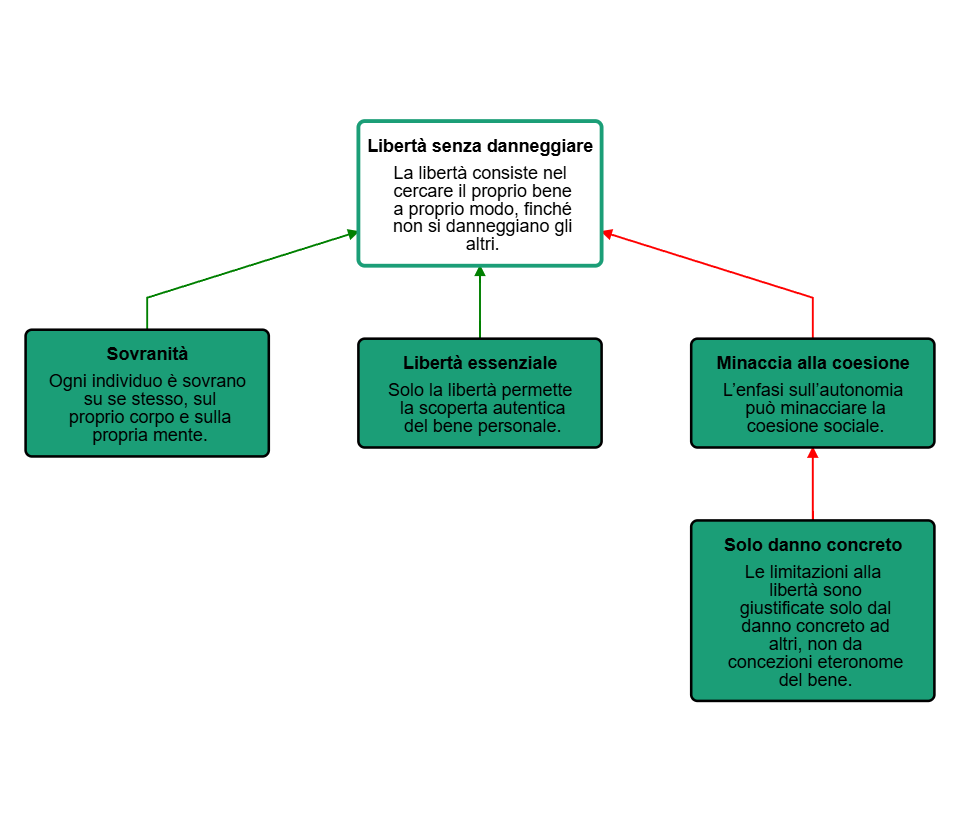 Libertà senza danneggiare
La libertà consiste nel
cercare il proprio bene
a proprio modo, finché
non si danneggiano gli
altri.
Sovranità
Ogni individuo è sovrano
su se stesso, sul
proprio corpo e sulla
propria mente.
Libertà essenziale
Solo la libertà permette
la scoperta autentica
del bene personale.
Minaccia alla coesione
L’enfasi sull’autonomia
può minacciare la
coesione sociale.
Solo danno concreto
Le limitazioni alla
libertà sono
giustificate solo dal
danno concreto ad
altri, non da
concezioni eteronome
del bene.